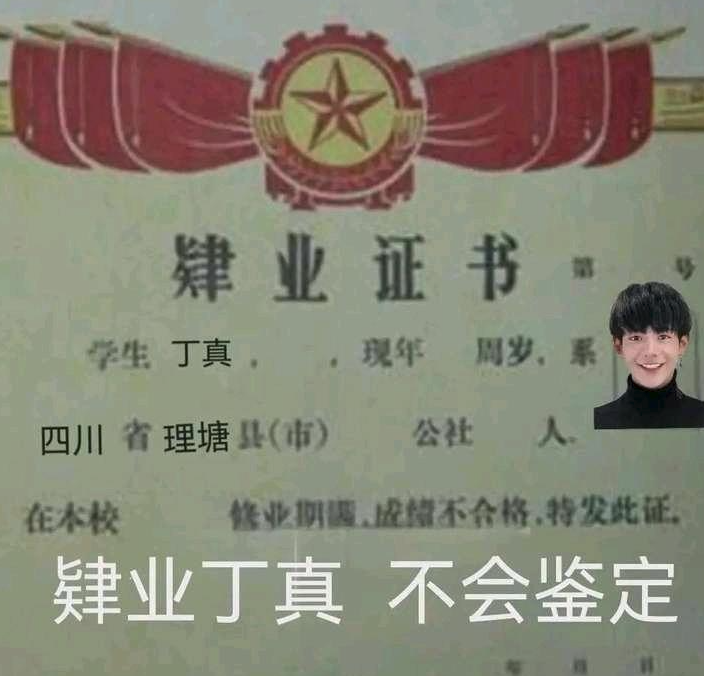 肄业证书 第 号
学生 丁真 , , 现年 周岁, 系
四川 省 理塘 县(市) 公社 人.
在本校 修业期满,成绩不合格,特发此证。
肄业丁真 不会鉴定
年 月 日